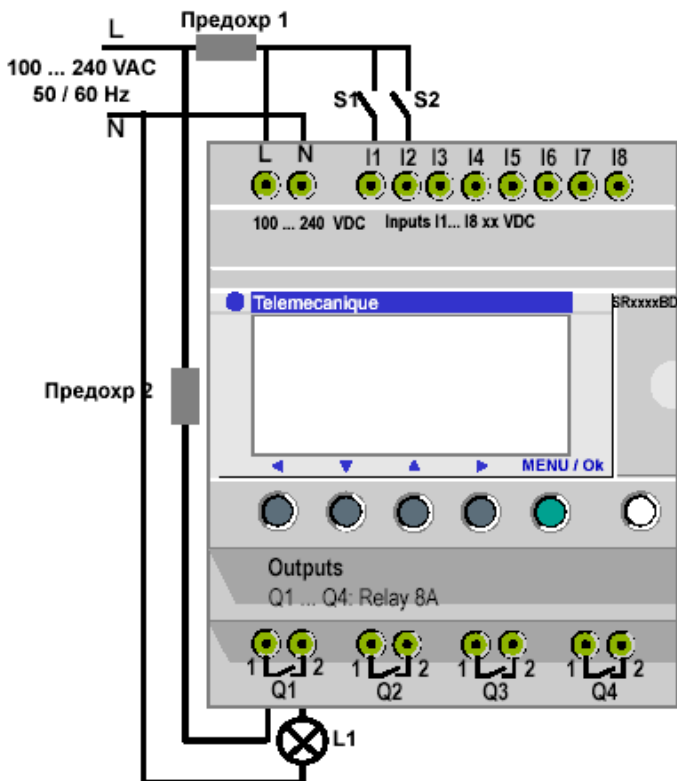 Предохр 1
L
100 ... 240 VAC
50 / 60 Hz
N
S1 S2
L N I1 I2 I3 I4 I5 I6 I7 I8
100 ... 240 VDC Inputs I1... I8 xx VDC
Telemecanique
SRxxxxBD
Предохр 2
MENU / Ok
Outputs
Q1 ... Q4: Relay 8A
1 2 1 2 1 2 1 2
Q1 Q2 Q3 Q4
L1